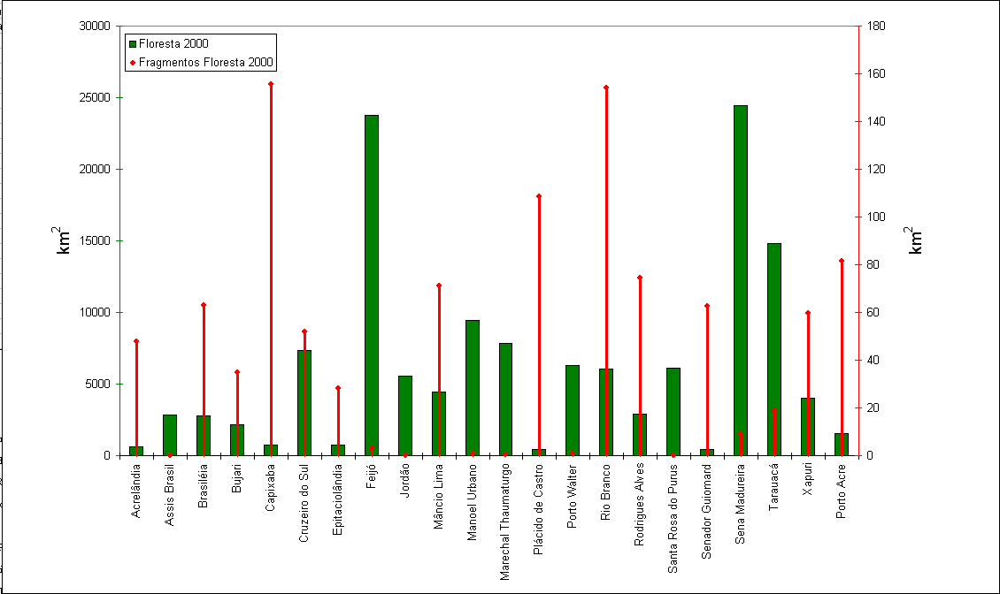 30000
25000
20000
15000
10000
5000
0
180
160
140
120
100
80
60
40
20
0
km2
km2
Floresta 2000
Fragmentos Floresta 2000
Acrelândia
Assis Brasil
Brasiléia
Bujari
Capixaba
Cruzeiro do Sul
Epitaciolândia
Feijó
Jordão
Mâncio Lima
Manoel Urbano
Marechal Thaumaturgo
Plácido de Castro
Porto Walter
Rio Branco
Rodrigues Alves
Santa Rosa do Purus
Senador Guiomard
Sena Madureira
Tarauacá
Xapuri
Porto Acre